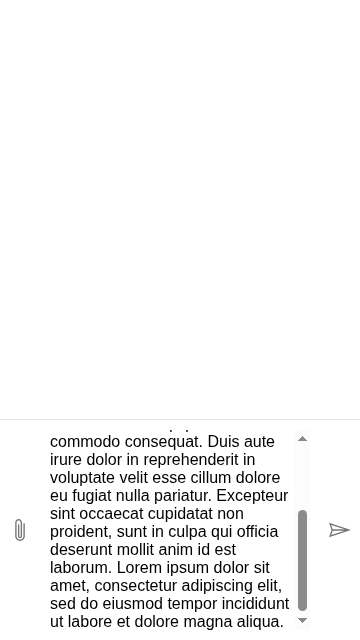 commodo consequat. Duis aute
irure dolor in reprehenderit in
voluptate velit esse cillum dolore
eu fugiat nulla pariatur. Excepteur
sint occaecat cupidatat non
proident, sunt in culpa qui officia
deserunt mollit anim id est
laborum. Lorem ipsum dolor sit
amet, consectetur adipiscing elit,
sed do eiusmod tempor incididunt
ut labore et dolore magna aliqua.